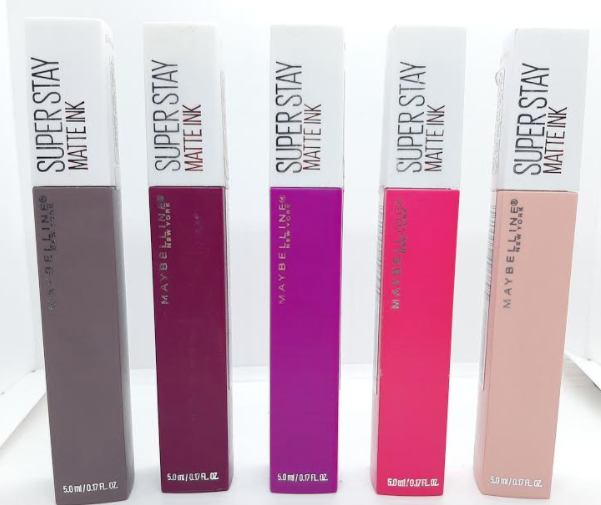 SUPER STAY
MATTE INK
MAYBELLINE®
NEW YORK
5.0 ml / 0.17 FL. OZ.
SUPER STAY
MATTE INK
MAYBELLINE®
NEW YORK
5.0 ml / 0.17 FL. OZ.
SUPER STAY
MATTE INK
MAYBELLINE®
NEW YORK
5.0 ml / 0.17 FL. OZ.
SUPER STAY
MATTE INK
MAYBELLINE®
NEW YORK
5.0 ml / 0.17 FL. OZ.
SUPER STAY
MATTE INK
MAYBELLINE®
NEW YORK
5.0 ml / 0.17 FL. OZ.